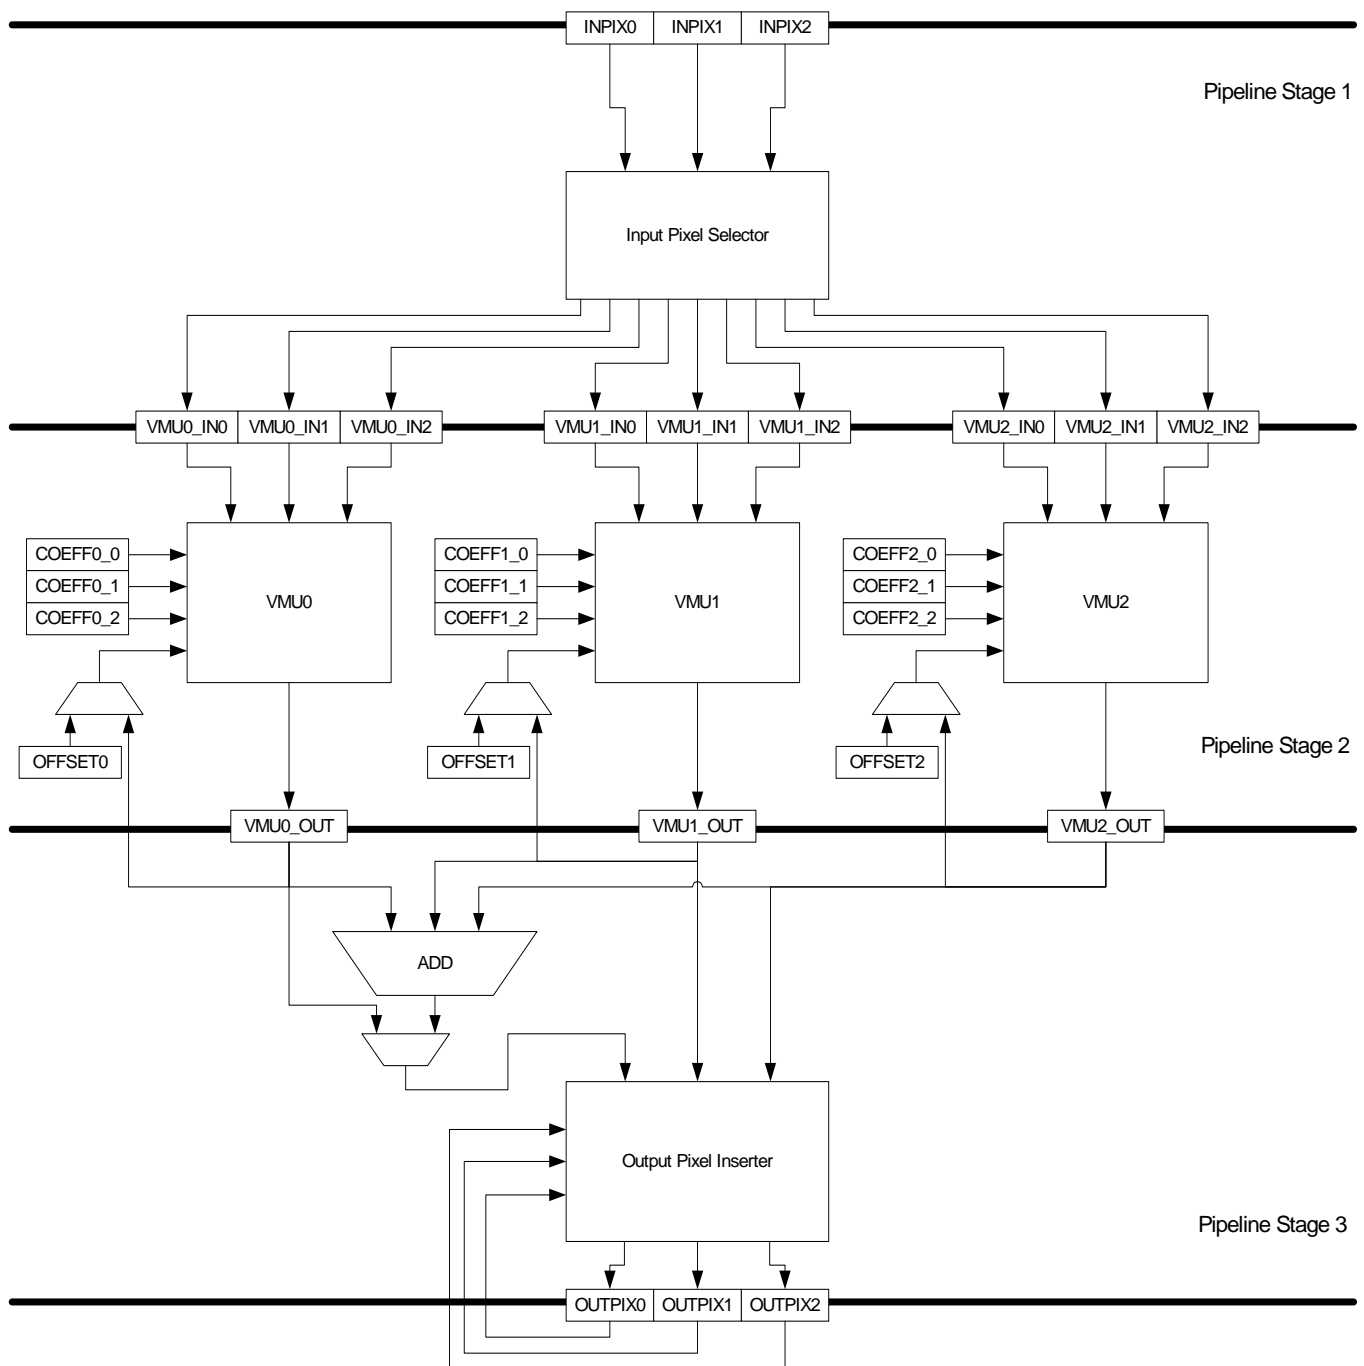 INPIX0 INPIX1 INPIX2
Pipeline Stage 1
Input Pixel Selector
VMU0_IN0 VMU0_IN1 VMU0_IN2 VMU1_IN0 VMU1_IN1 VMU1_IN2 VMU2_IN0 VMU2_IN1 VMU2_IN2
COEFF0_0 COEFF1_0 COEFF2_0
COEFF0_1 COEFF1_1 COEFF2_1
VMU0 VMU1 VMU2
COEFF0_2 COEFF1_2 COEFF2_2
Pipeline Stage 2
OFFSET0 OFFSET1 OFFSET2
VMU0_OUT VMU1_OUT VMU2_OUT
ADD
Output Pixel Inserter
Pipeline Stage 3
OUTPIX0 OUTPIX1 OUTPIX2